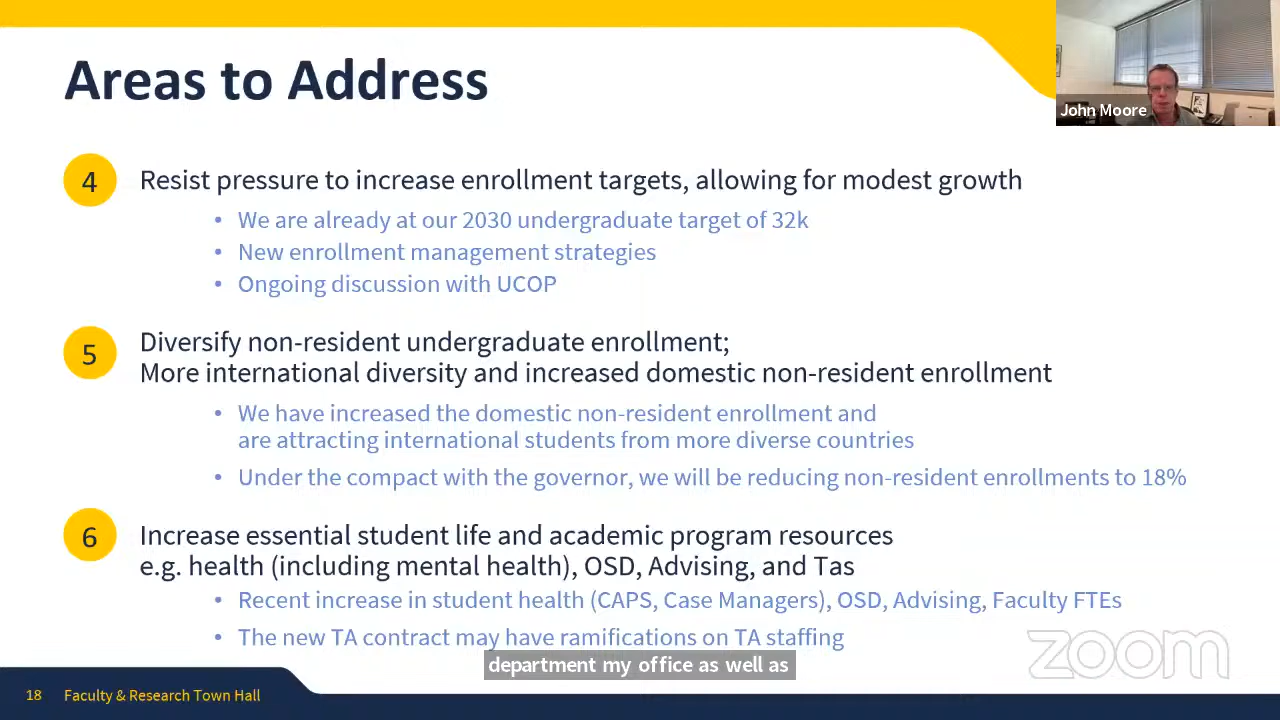 Areas to Address
John Moore
4
Resist pressure to increase enrollment targets, allowing for modest growth
• We are already at our 2030 undergraduate target of 32k
• New enrollment management strategies
• Ongoing discussion with UCOP
5
Diversify non-resident undergraduate enrollment;
More international diversity and increased domestic non-resident enrollment
• We have increased the domestic non-resident enrollment and
are attracting international students from more diverse countries
• Under the compact with the governor, we will be reducing non-resident enrollments to 18%
6
Increase essential student life and academic program resources
e.g. health (including mental health), OSD, Advising, and Tas
• Recent increase in student health (CAPS, Case Managers), OSD, Advising, Faculty FTEs
• The new TA contract may have ramifications on TA staffing
zoom
department my office as well as
18 Faculty & Research Town Hall